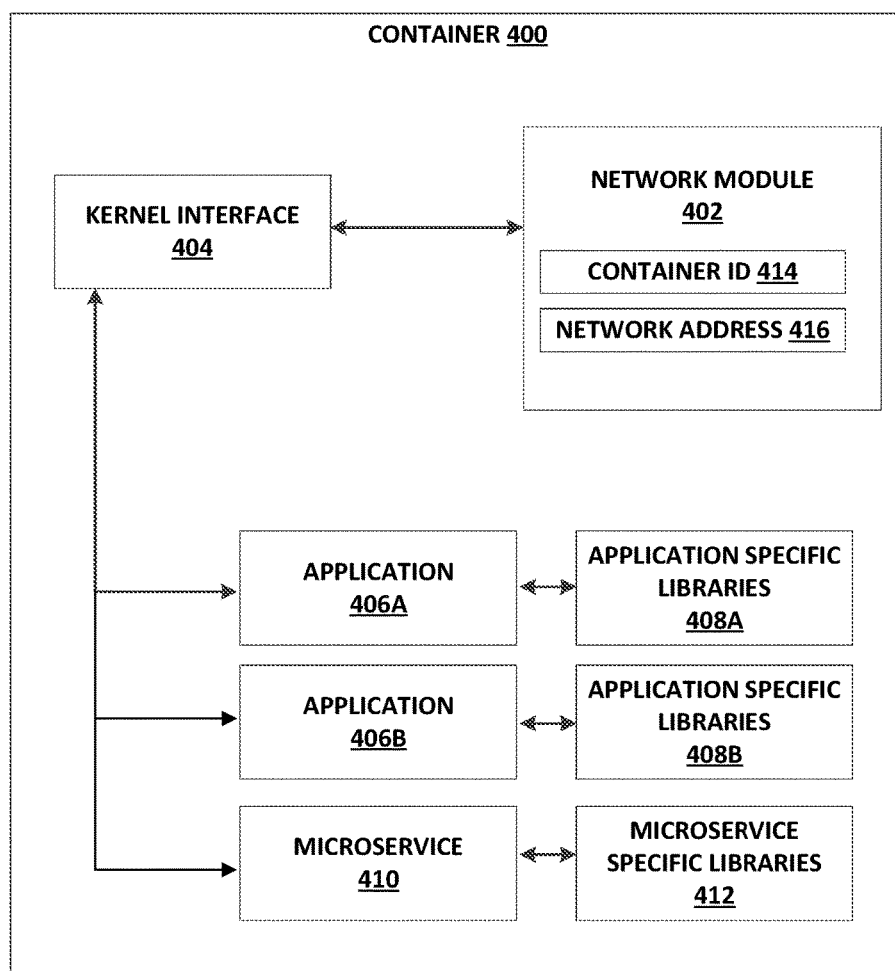 CONTAINER 400
KERNEL INTERFACE
404
NETWORK MODULE
402
CONTAINER ID 414
NETWORK ADDRESS 416
APPLICATION
406A
APPLICATION SPECIFIC
LIBRARIES
408A
APPLICATION
406B
APPLICATION SPECIFIC
LIBRARIES
408B
MICROSERVICE
410
MICROSERVICE
SPECIFIC LIBRARIES
412